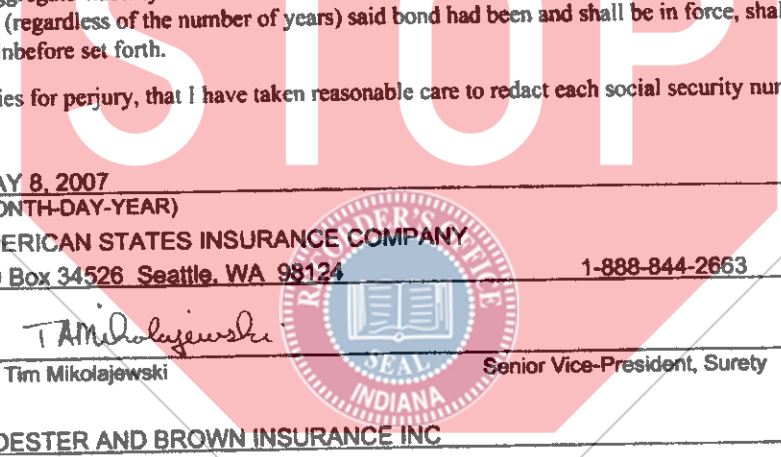 (regardless of the number of years) said bond had been and shall be in force, shal
nbefore set forth.
ies for perjury, that I have taken reasonable care to redact each social security nu
STOP
AY 8, 2007
ONTH-DAY-YEAR)
ERICAN STATES INSURANCE COMPANY
Box 34526 Seattle, WA 98124 1-888-844-2663
RECORDER'S OFFICE
SEAL
INDIANA
TAMikolajewski
Tim Mikolajewski Senior Vice-President, Surety
DESTER AND BROWN INSURANCE INC